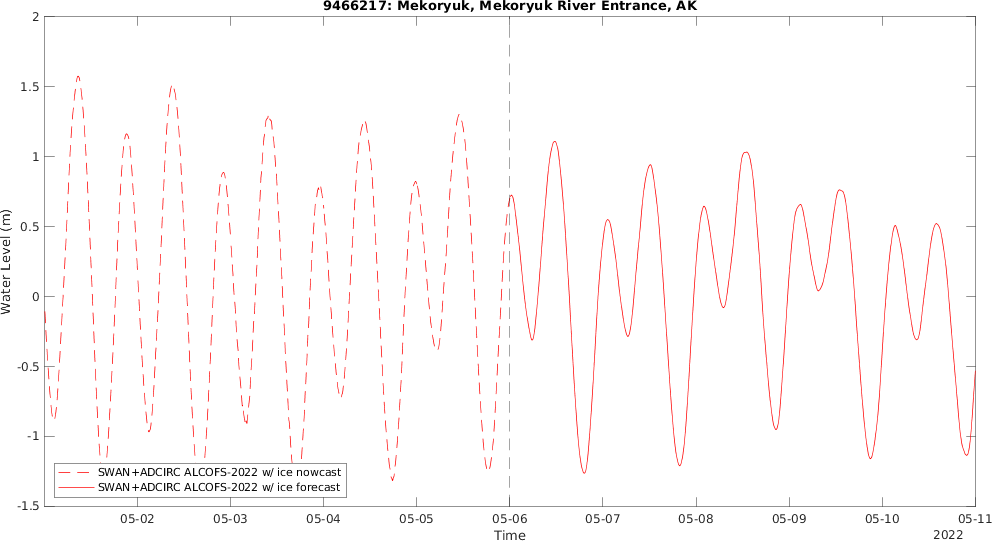 9466217: Mekoryuk, Mekoryuk River Entrance, AK
2
1.5
1
0.5
0
-0.5
-1
-1.5
Water Level (m)
SWAN+ADCIRC ALCOFS-2022 w/ ice nowcast
SWAN+ADCIRC ALCOFS-2022 w/ ice forecast
05-02 05-03 05-04 05-05 05-06 05-07 05-08 05-09 05-10 05-11
Time
2022